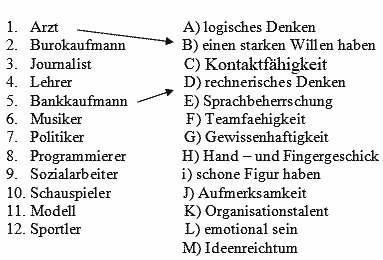 1. Arzt A) logisches Denken
2. Burokaufmann B) einen starken Willen haben
3. Journalist C) Kontaktfähigkeit
4. Lehrer D) rechnerisches Denken
5. Bankkaufmann E) Sprachbeherrschung
6. Musiker F) Teamfaehigkeit
7. Politiker G) Gewissenhaftigkeit
8. Programmierer H) Hand – und Fingergeschick
9. Sozialarbeiter i) schone Figur haben
10. Schauspieler J) Aufmerksamkeit
11. Modell K) Organisationstalent
12. Sportler L) emotional sein
M) Ideenreichtum